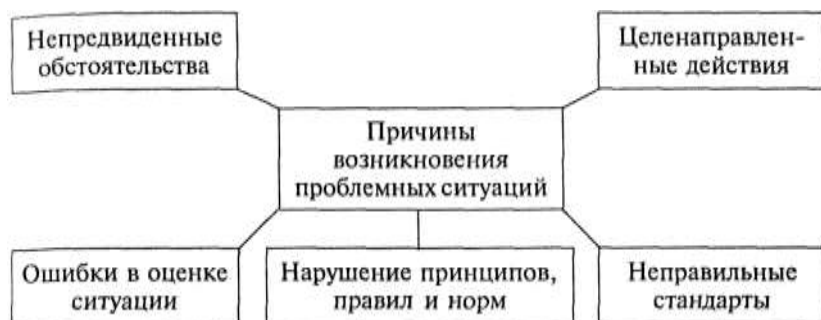 Непредвиденные
обстоятельства
Целенаправлен-
ные действия
Причины
возникновения
проблемных ситуаций
Ошибки в оценке
ситуации
Нарушение принципов,
правил и норм
Неправильные
стандарты